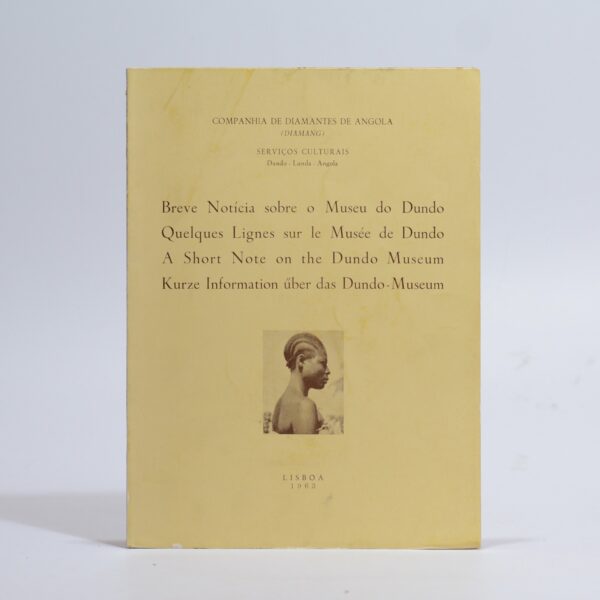 COMPANHIA DE DIAMANTES DE ANGOLA
(DIAMANG)
SERVIÇOS CULTURAIS
Dundo - Lunda - Angola
Breve Notícia sobre o Museu do Dundo
Quelques Lignes sur le Musée de Dundo
A Short Note on the Dundo Museum
Kurze Information űber das Dundo-Museum
LISBOA
1963